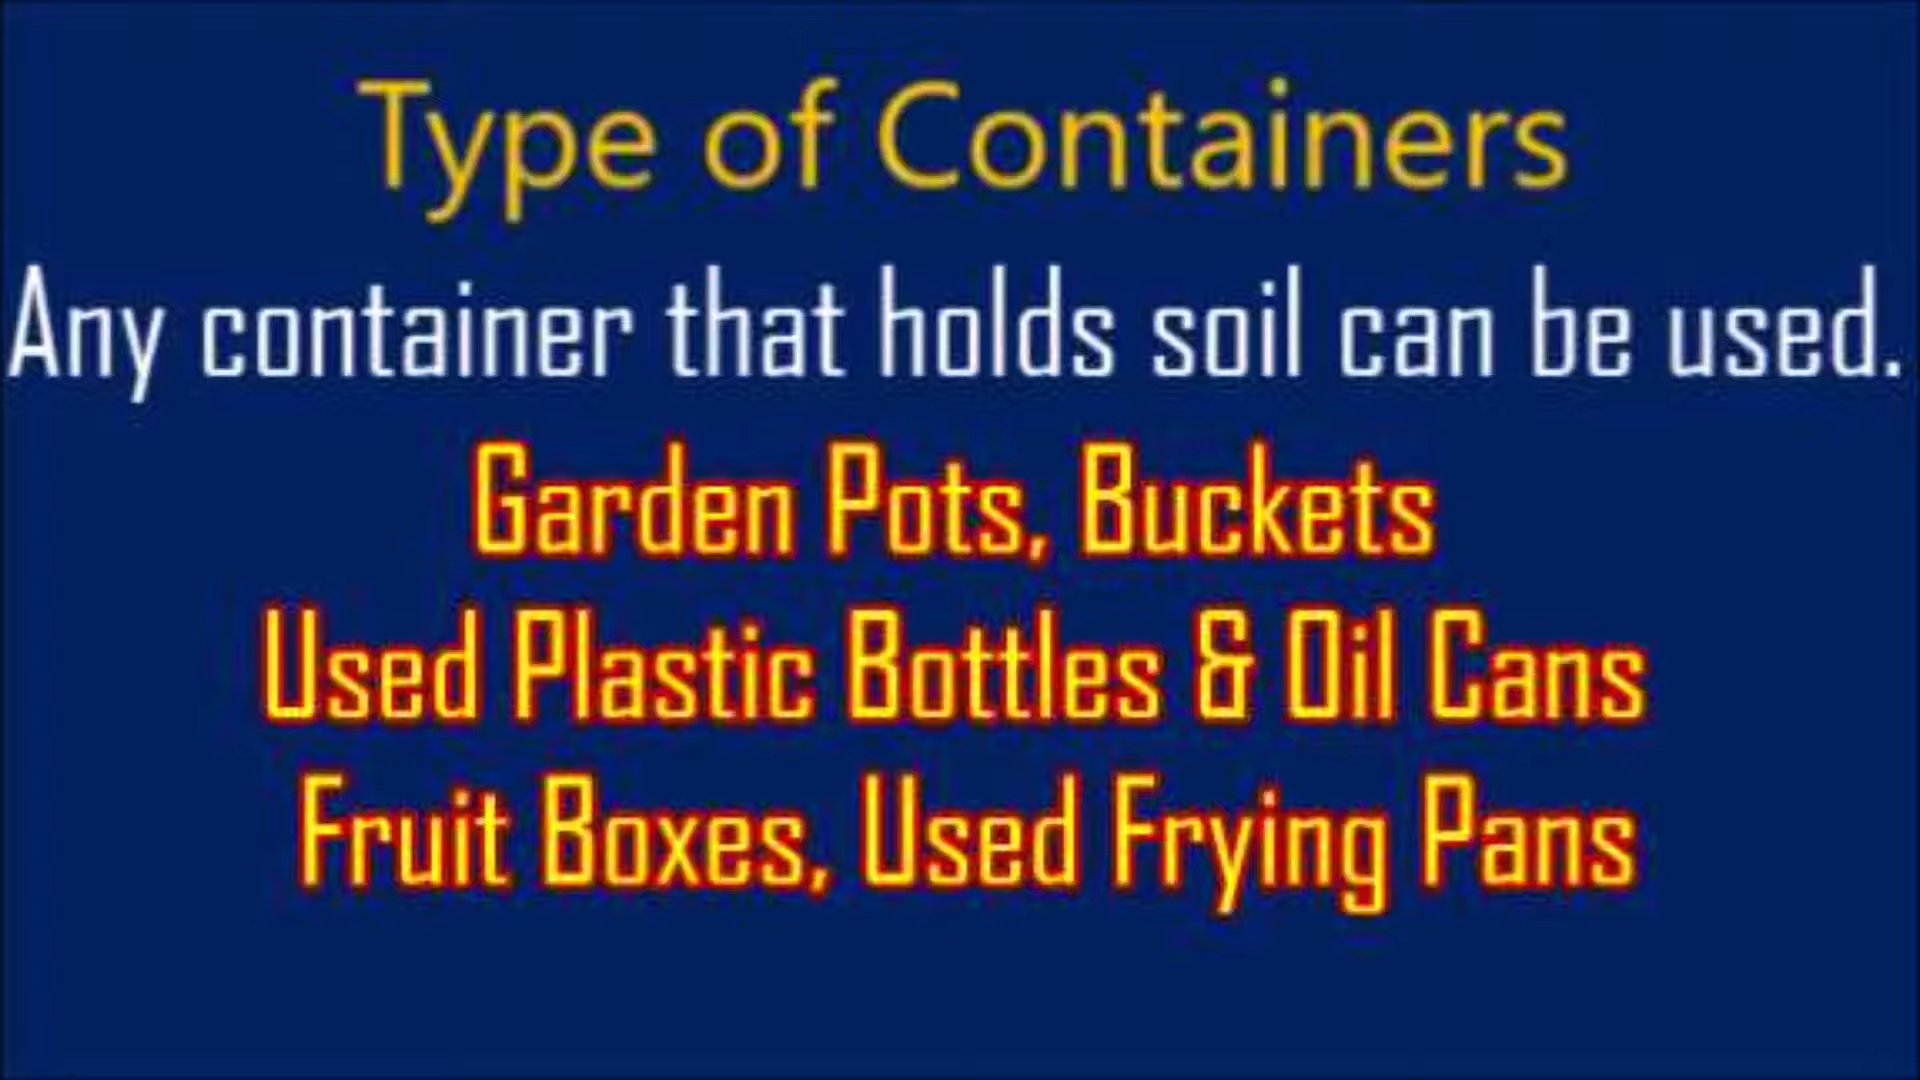 Type of Containers
Any container that holds soil can be used.
Garden Pots, Buckets
Used Plastic Bottles & Oil Cans
Fruit Boxes, Used Frying Pans